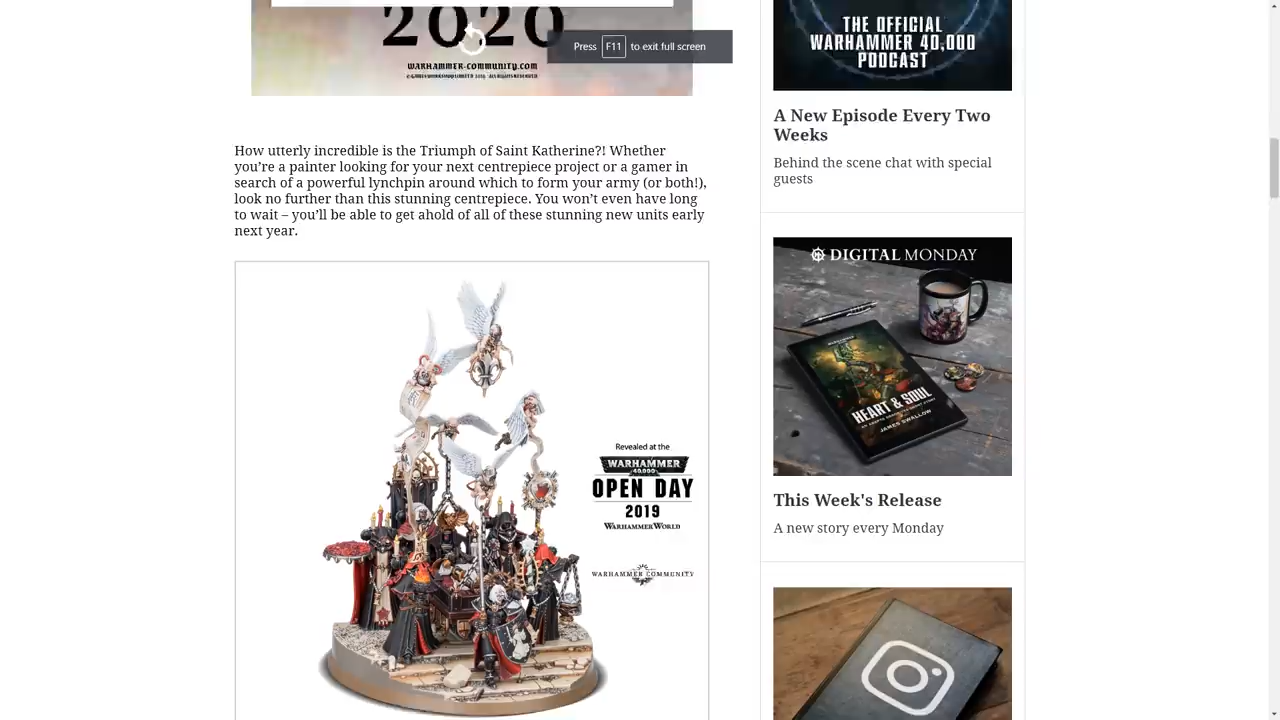 2020
WARHAMMER-COMMUNITY.COM
Press F11 to exit full screen
How utterly incredible is the Triumph of Saint Katherine?! Whether
you’re a painter looking for your next centrepiece project or a gamer in
search of a powerful lynchpin around which to form your army (or both!),
look no further than this stunning centrepiece. You won’t even have long
to wait – you’ll be able to get ahold of all of these stunning new units early
next year.
Revealed at the
WARHAMMER
40,000
OPEN DAY
2019
WARHAMMER WORLD
WARHAMMER COMMUNITY
THE OFFICIAL
WARHAMMER 40,000
PODCAST
A New Episode Every Two
Weeks
Behind the scene chat with special
guests
DIGITAL MONDAY
WARHAMMER
HEART & SOUL
JAMES SWALLOW
This Week's Release
A new story every Monday